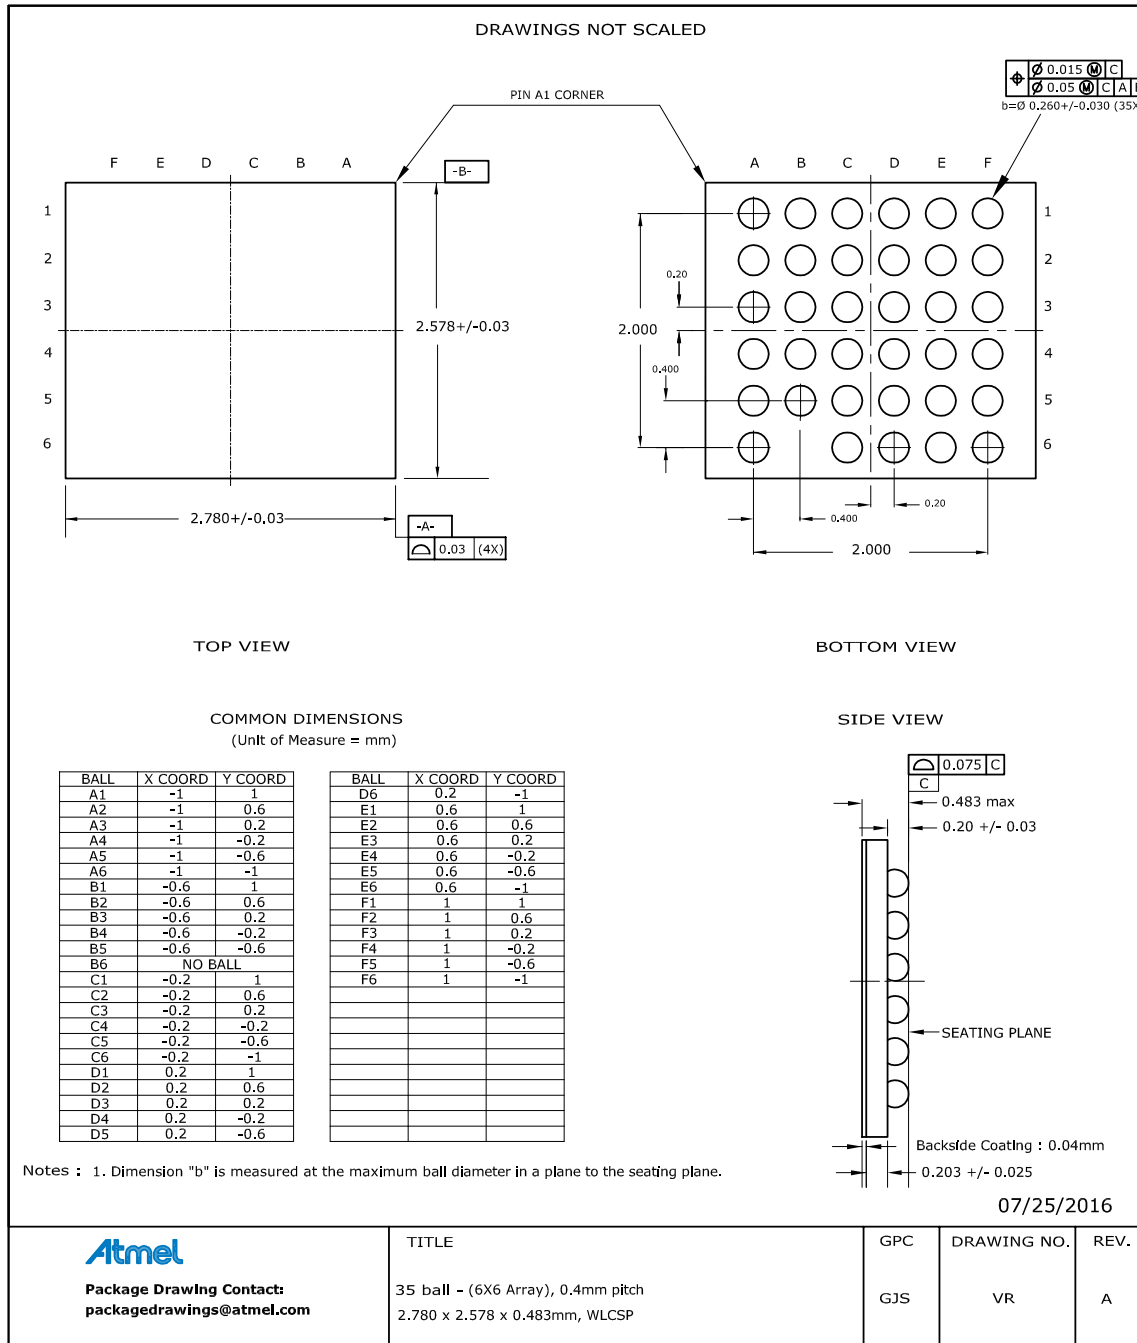 DRAWINGS NOT SCALED
Ø 0.015 Ⓜ C
Ø 0.05 Ⓜ C A
b=Ø 0.260+/-0.030 (35X
PIN A1 CORNER
F E D C B A
-B-
A B C D E F
1
2
3
4
5
6
2.578+/-0.03
2.780+/-0.03
-A-
0.03 (4X)
0.20
2.000
0.400
1
2
3
4
5
6
0.400
0.20
2.000
TOP VIEW
BOTTOM VIEW
COMMON DIMENSIONS
(Unit of Measure = mm)
BALL X COORD Y COORD
A1 -1 1
A2 -1 0.6
A3 -1 0.2
A4 -1 -0.2
A5 -1 -0.6
A6 -1 -1
B1 -0.6 1
B2 -0.6 0.6
B3 -0.6 0.2
B4 -0.6 -0.2
B5 -0.6 -0.6
B6 NO BALL
C1 -0.2 1
C2 -0.2 0.6
C3 -0.2 0.2
C4 -0.2 -0.2
C5 -0.2 -0.6
C6 -0.2 -1
D1 0.2 1
D2 0.2 0.6
D3 0.2 0.2
D4 0.2 -0.2
D5 0.2 -0.6
BALL X COORD Y COORD
D6 0.2 -1
E1 0.6 1
E2 0.6 0.6
E3 0.6 0.2
E4 0.6 -0.2
E5 0.6 -0.6
E6 0.6 -1
F1 1 1
F2 1 0.6
F3 1 0.2
F4 1 -0.2
F5 1 -0.6
F6 1 -1
SIDE VIEW
0.075 C
C
0.483 max
0.20 +/- 0.03
SEATING PLANE
Backside Coating : 0.04mm
0.203 +/- 0.025
Notes : 1. Dimension "b" is measured at the maximum ball diameter in a plane to the seating plane.
07/25/2016
Atmel
Package Drawing Contact:
packagedrawings@atmel.com
TITLE
35 ball - (6X6 Array), 0.4mm pitch
2.780 x 2.578 x 0.483mm, WLCSP
GPC
GJS
DRAWING NO.
VR
REV.
A